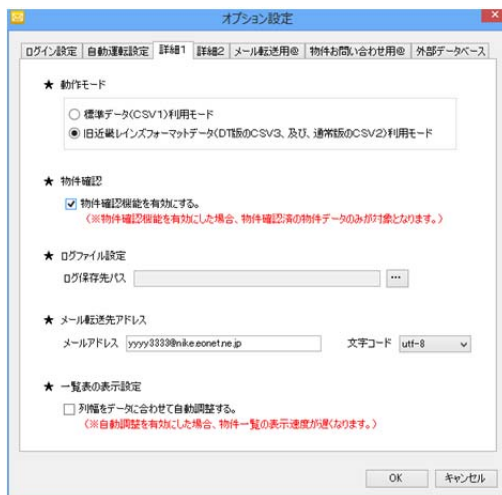 オプション設定
ログイン設定 自動運転設定 詳細1 詳細2 メール転送用@ 物件お問い合わせ用@ 外部データベース
★ 動作モード
標準データ(CSV1)利用モード
旧近畿レインズフォーマットデータ(DT版のCSV3、及び、通常版のCSV2)利用モード
★ 物件確認
物件確認機能を有効にする。
(※物件確認機能を有効にした場合、物件確認済の物件データのみが対象となります。)
★ ログファイル設定
ログ保存先パス ...
★ メール転送先アドレス
メールアドレス yyyy3333@nike.eonet.ne.jp 文字コード utf-8
★ 一覧表の表示設定
列幅をデータに合わせて自動調整する。
(※自動調整を有効にした場合、物件一覧の表示速度が遅くなります。)
OK キャンセル